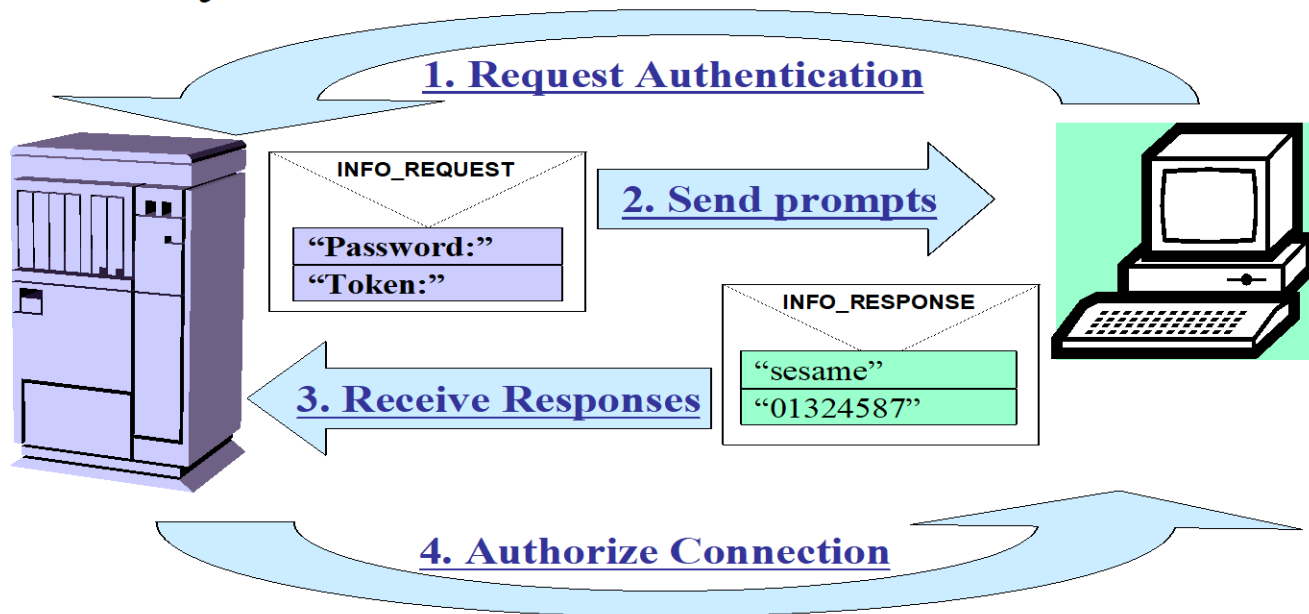 1. Request Authentication
INFO_REQUEST
“Password:”
“Token:”
2. Send prompts
INFO_RESPONSE
“sesame”
“01324587”
3. Receive Responses
4. Authorize Connection